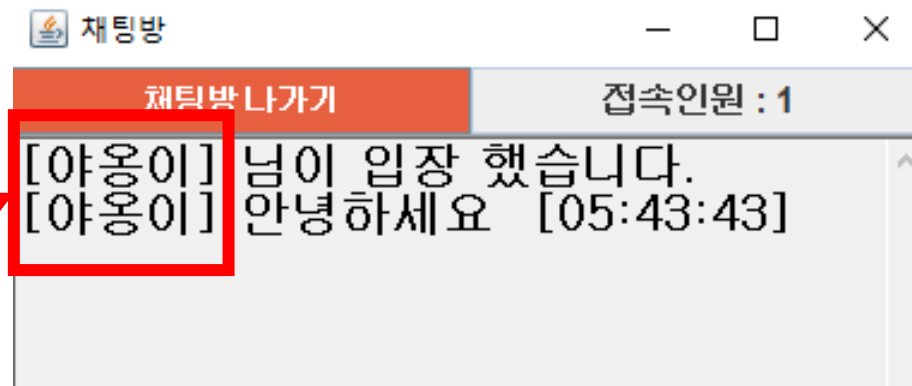 채팅방
채팅방 나가기
접속인원 : 1
[야옹이] 님이 입장 했습니다.
[야옹이] 안녕하세요 [05:43:43]